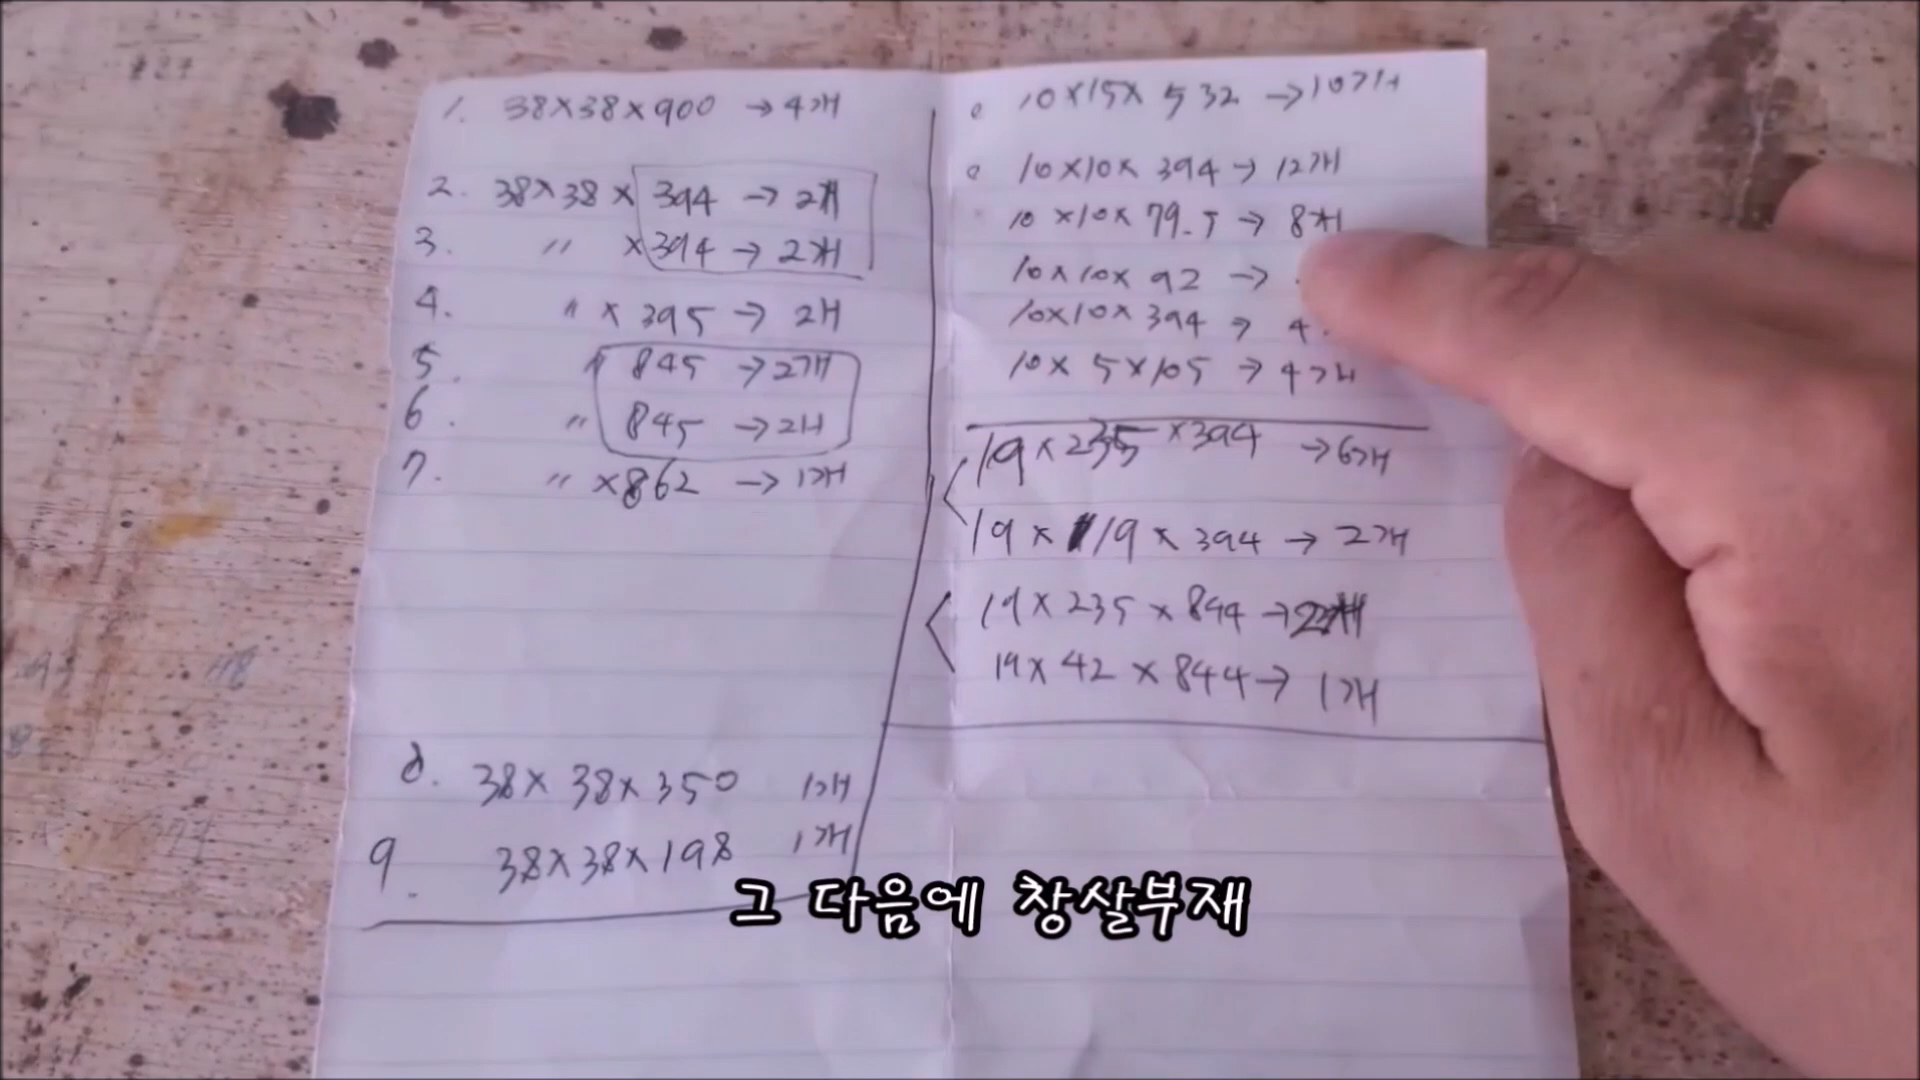 1. 38×38×900 → 4개
2. 38×38× 394 → 2개
3. 〃 ×394 → 2개
4. 〃 × 395 → 2개
5. 〃 845 → 2개
6. 〃 845 → 2개
7. 〃 ×862 → 1개
8. 38×38×350 1개
9. 38×38×198 1개
10×15× 532 → 10개
10×10× 394 → 12개
10×10× 79.5 → 8개
10×10× 92 →
10×10× 394 → 4
10× 5×105 → 4개
19×235×394 → 6개
19×119×394 → 2개
19×235×844 → 2개
19×42×844 → 1개
그 다음에 창살부재